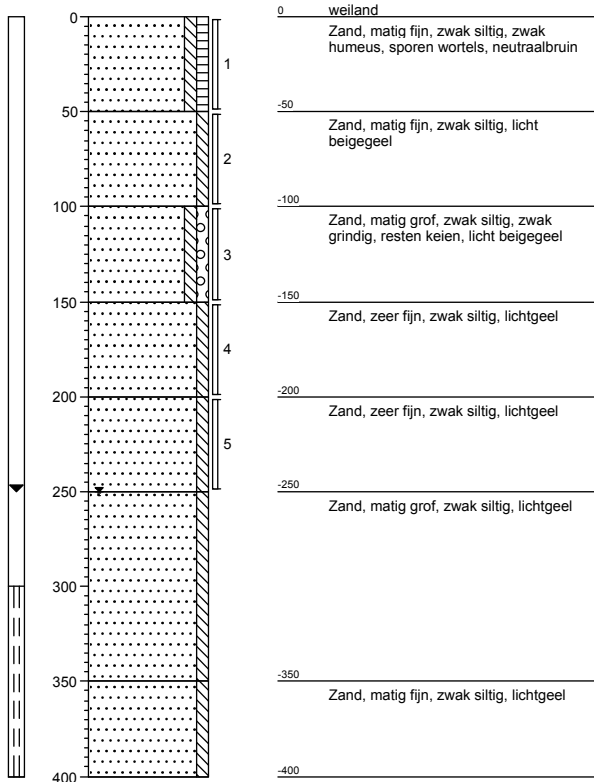 0
50
100
150
200
250
300
350
400
1
2
3
4
5
0
weiland
Zand, matig fijn, zwak siltig, zwak
humeus, sporen wortels, neutraalbruin
-50
Zand, matig fijn, zwak siltig, licht
beigegeel
-100
Zand, matig grof, zwak siltig, zwak
grindig, resten keien, licht beigegeel
-150
Zand, zeer fijn, zwak siltig, lichtgeel
-200
Zand, zeer fijn, zwak siltig, lichtgeel
-250
Zand, matig grof, zwak siltig, lichtgeel
-350
Zand, matig fijn, zwak siltig, lichtgeel
-400